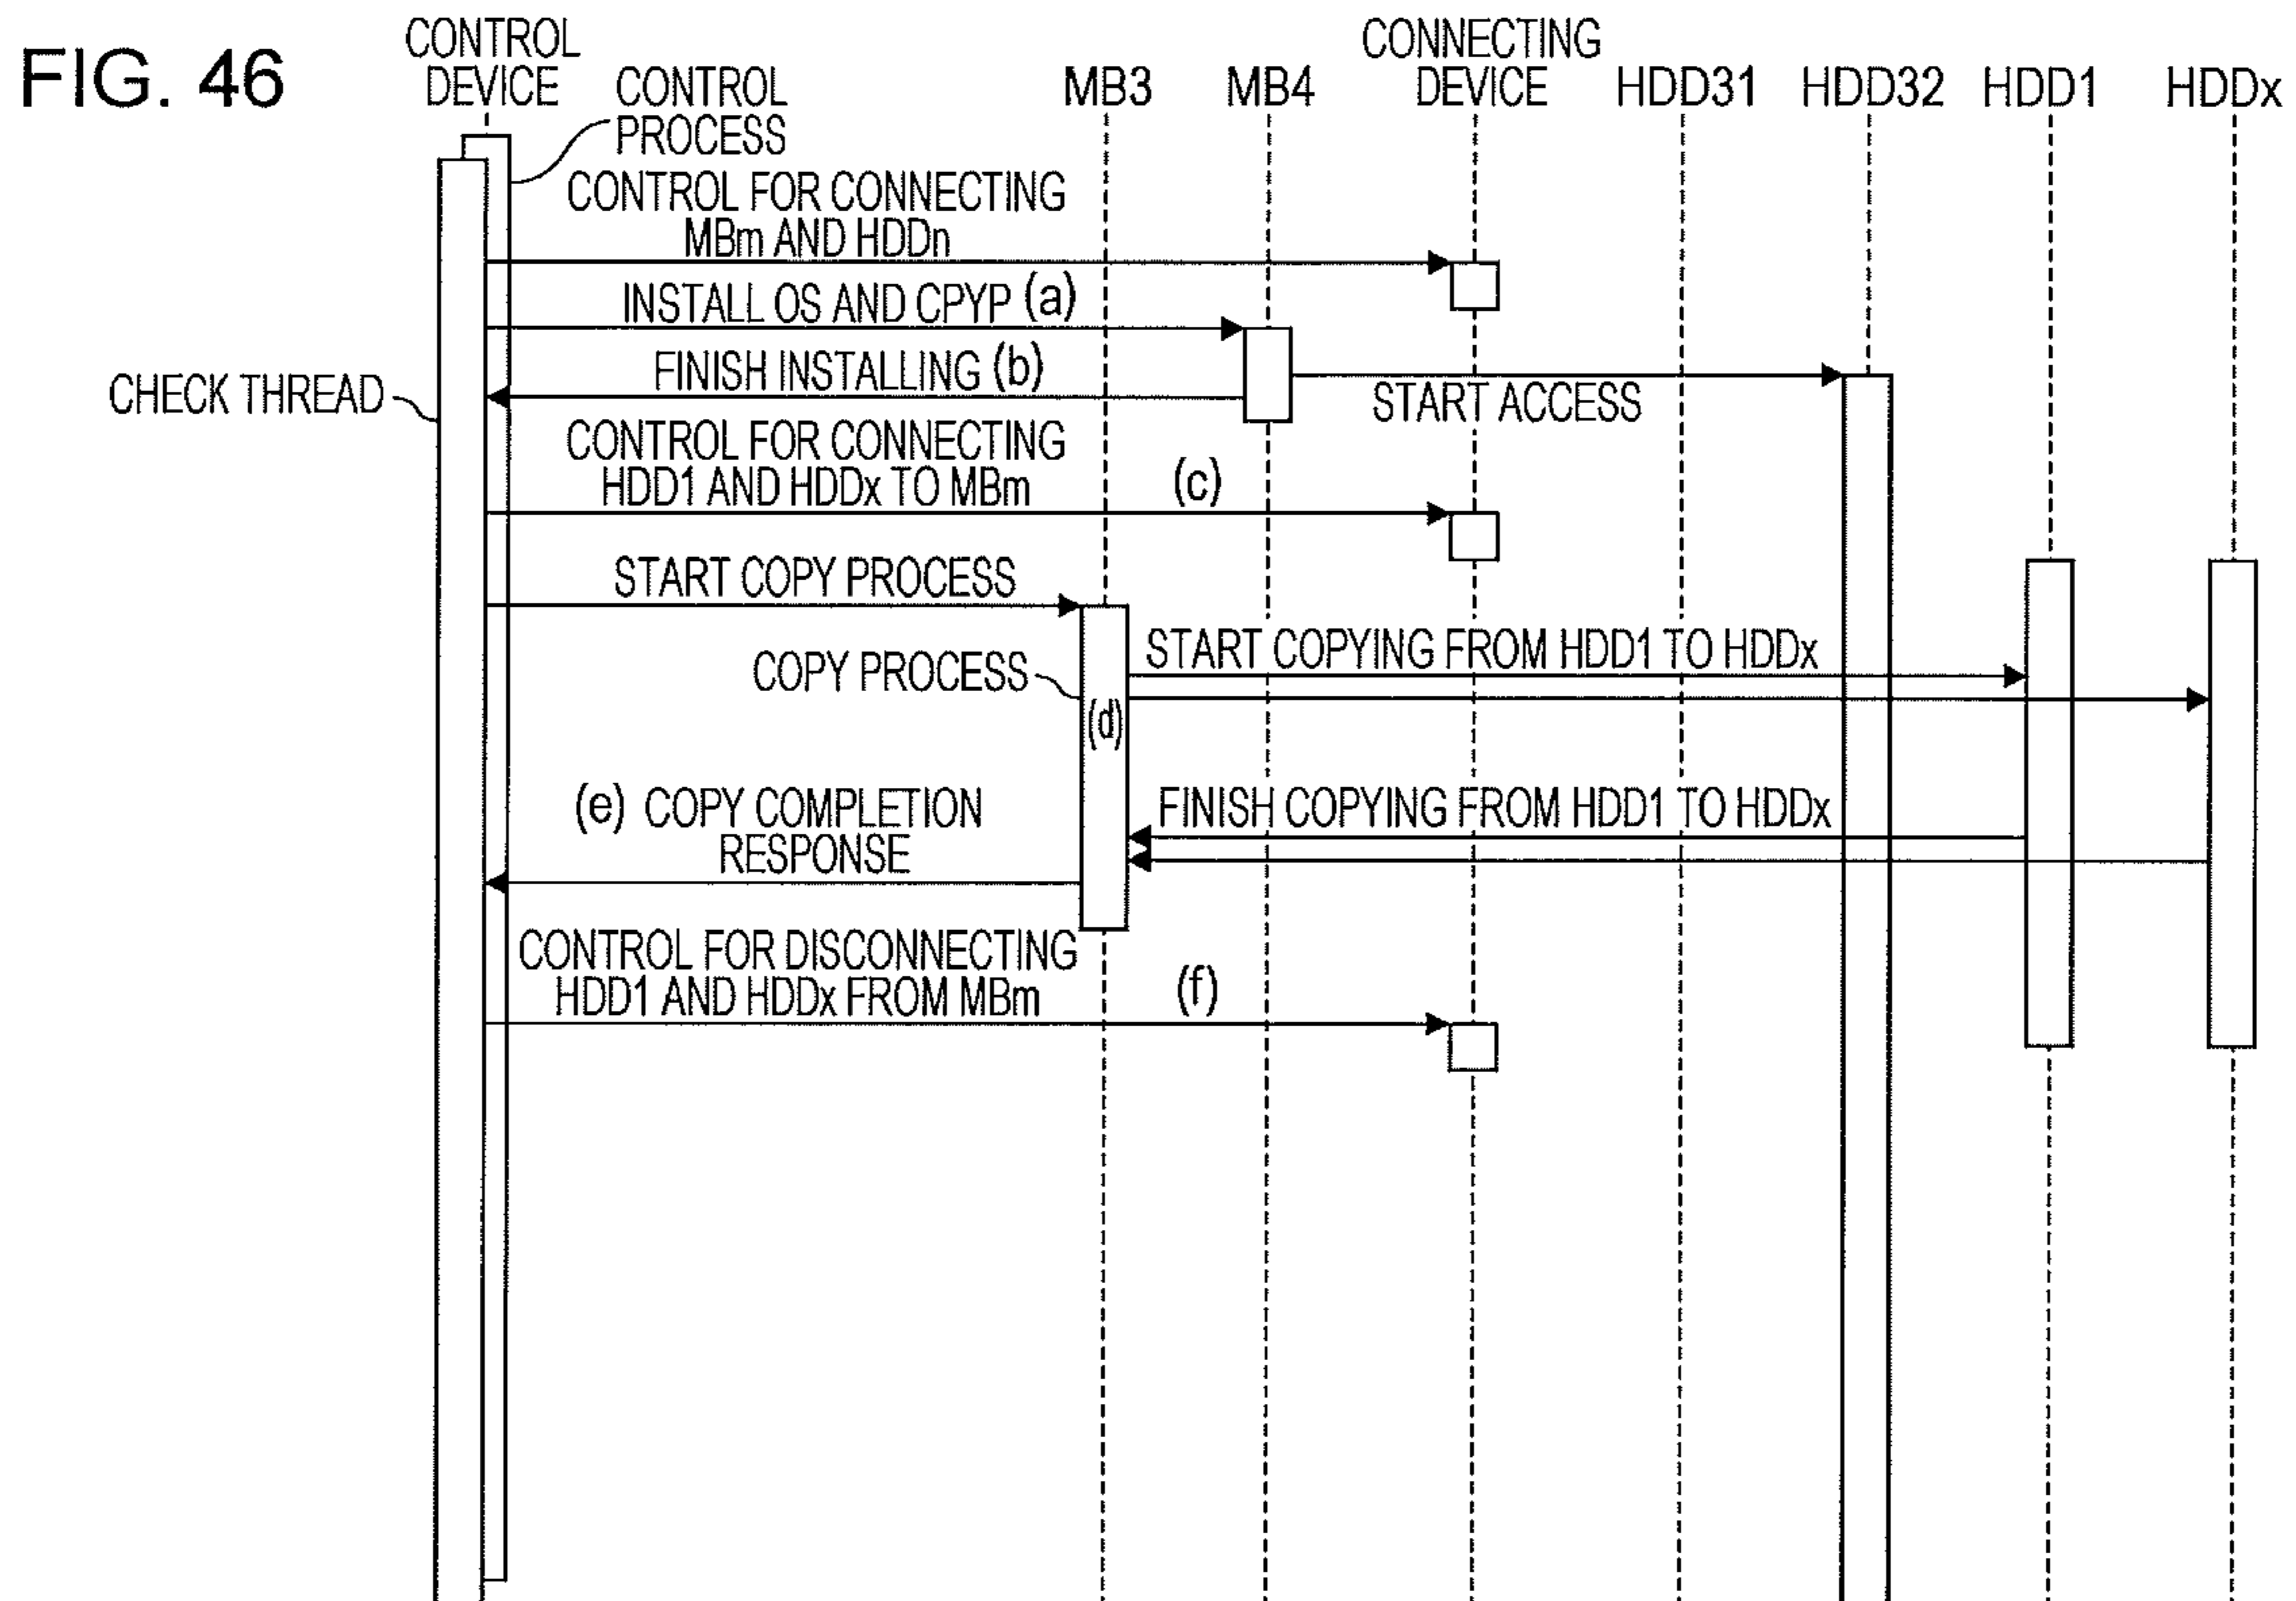 FIG. 46
CONTROL
DEVICE
CONTROL
PROCESS
MB3
MB4
CONNECTING
DEVICE
HDD31
HDD32
HDD1
HDDx
CONTROL FOR CONNECTING
MBm AND HDDn
INSTALL OS AND CPYP (a)
FINISH INSTALLING (b)
START ACCESS
CHECK THREAD
CONTROL FOR CONNECTING
HDD1 AND HDDx TO MBm (c)
START COPY PROCESS
START COPYING FROM HDD1 TO HDDx
COPY PROCESS
(d)
(e) COPY COMPLETION
RESPONSE
FINISH COPYING FROM HDD1 TO HDDx
CONTROL FOR DISCONNECTING
HDD1 AND HDDx FROM MBm (f)